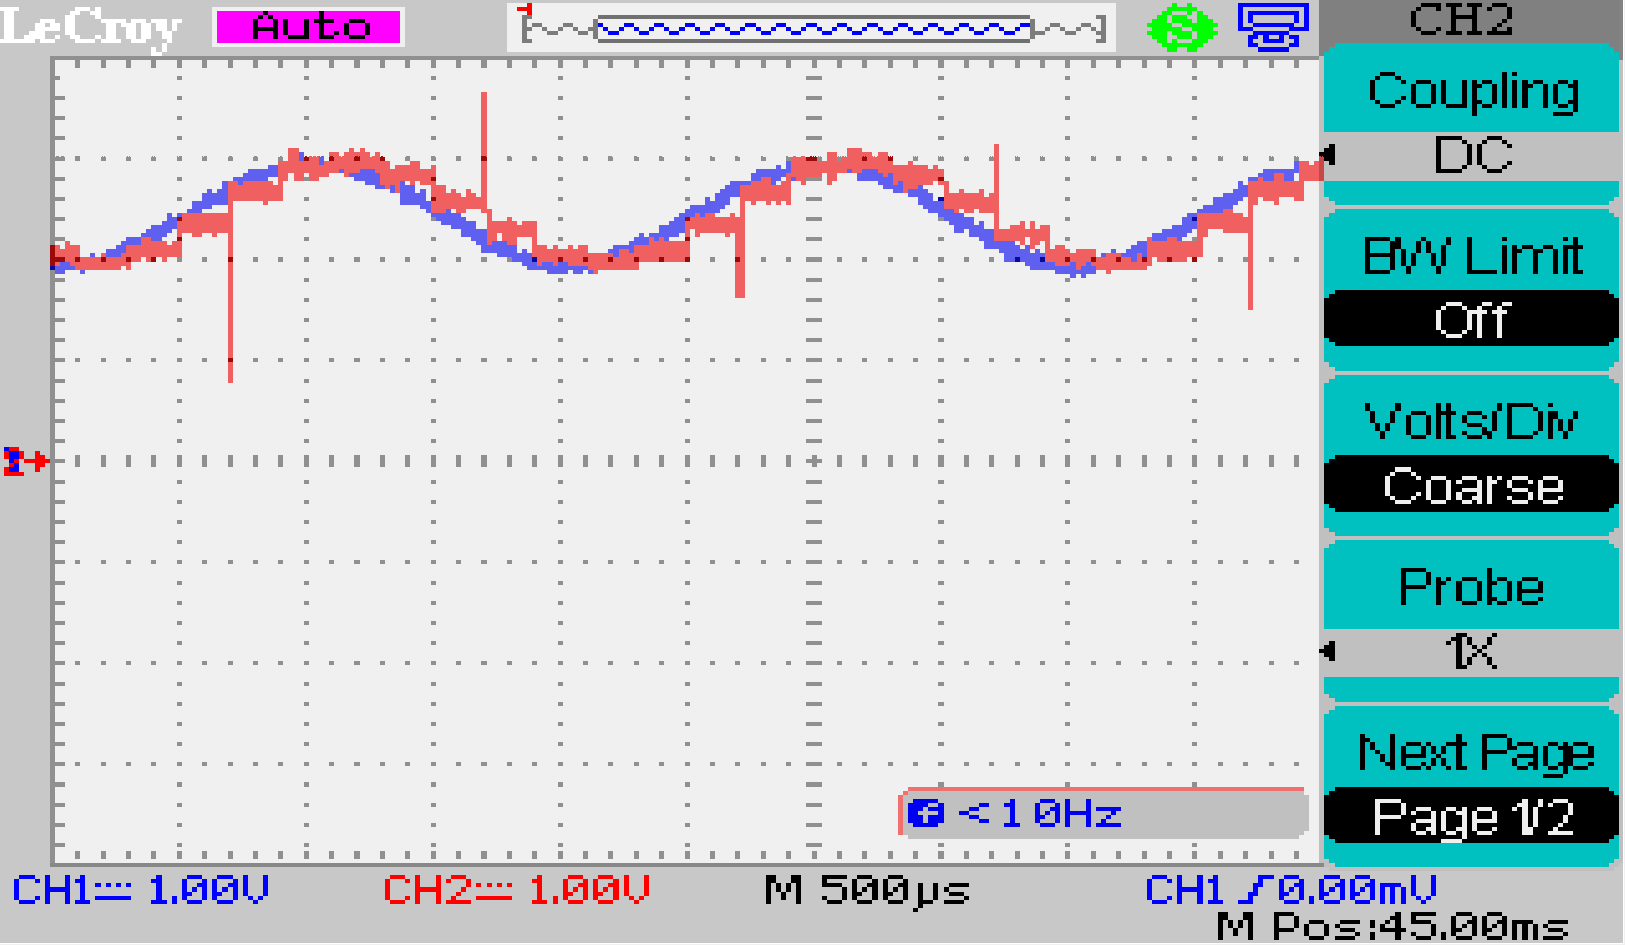 LeCroy Auto CH2
Coupling
DC
BW Limit
Off
Volts/Div
Coarse
Probe
1X
Next Page
Page 1/2
f <10Hz
CH1 1.00V CH2 1.00V M 500µs CH1 0.00mV
M Pos:45.00ms